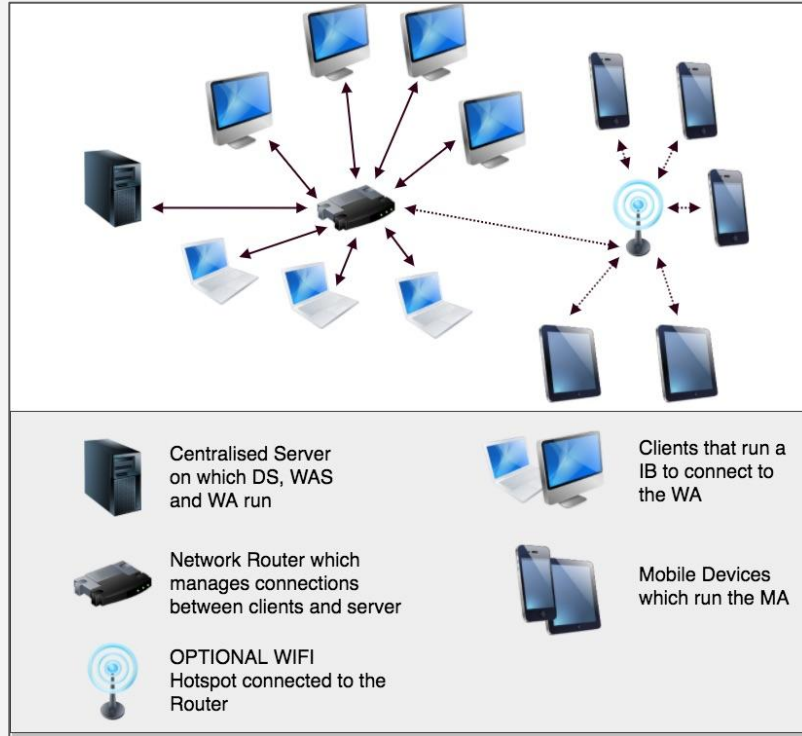 Centralised Server
on which DS, WAS
and WA run
Clients that run a
IB to connect to
the WA
Network Router which
manages connections
between clients and server
Mobile Devices
which run the MA
OPTIONAL WIFI
Hotspot connected to the
Router